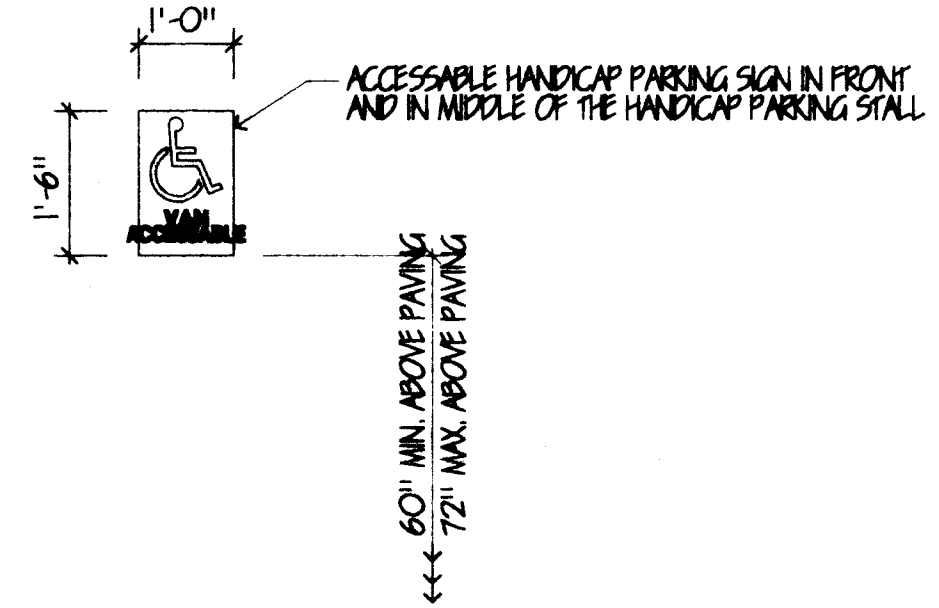 1'-0"
ACCESSABLE HANDICAP PARKING SIGN IN FRONT
AND IN MIDDLE OF THE HANDICAP PARKING STALL
1'-6"
VAN
ACCESSABLE
60" MIN. ABOVE PAVING
72" MAX. ABOVE PAVING